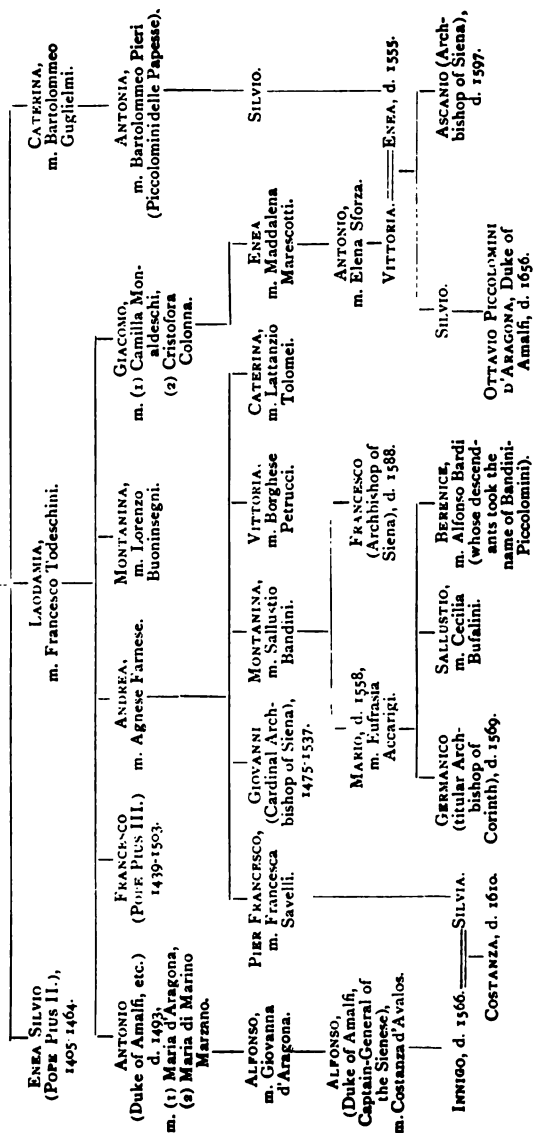 ENEA SILVIO
(POPE PIUS II.),
1405-1464.
LAODAMIA,
m. Francesco Todeschini.
CATERINA,
m. Bartolommeo
Guglielmi.
ANTONIO
(Duke of Amalfi, etc.)
d. 1493,
m. (1) Maria d'Aragona,
(2) Maria di Marino
Marzano.
FRANCESCO
(POPE PIUS III.)
1439-1503.
ANDREA,
m. Agnese Farnese.
MONTANINA,
m. Lorenzo
Buoninsegni.
GIACOMO,
m. (1) Camilla Mon-
aldeschi,
(2) Cristofora
Colonna.
ANTONIA,
m. Bartolommeo Pieri
(Piccolomini delle Papesse).
ALFONSO,
m. Giovanna
d'Aragona.
PIER FRANCESCO,
m. Francesca
Savelli.
GIOVANNI
(Cardinal Arch-
bishop of Siena),
1475-1537.
MONTANINA,
m. Sallustio
Bandini.
VITTORIA.
m. Borghese
Petrucci.
CATERINA,
m. Lattanzio
Tolomei.
ENEA
m. Maddalena
Marescotti.
SILVIO.
ALFONSO
(Duke of Amalfi,
Captain-General of
the Sienese),
m. Costanza d'Avalos.
MARIO, d. 1558,
m. Eufrasia
Accarigi.
FRANCESCO
(Archbishop of
Siena), d. 1588.
ANTONIO,
m. Elena Sforza.
INNIGO, d. 1566.
SILVIA.
VITTORIA.
ENEA, d. 1555.
COSTANZA, d. 1610.
GERMANICO
(titular Arch-
bishop of
Corinth), d. 1569.
SALLUSTIO,
m. Cecilia
Bufalini.
BERENICE,
m. Alfonso Bardi
(whose descend-
ants took the
name of Bandini-
Piccolomini).
SILVIO.
ASCANIO (Arch-
bishop of Siena),
d. 1597.
OTTAVIO PICCOLOMINI
D'ARAGONA, Duke of
Amalfi, d. 1656.